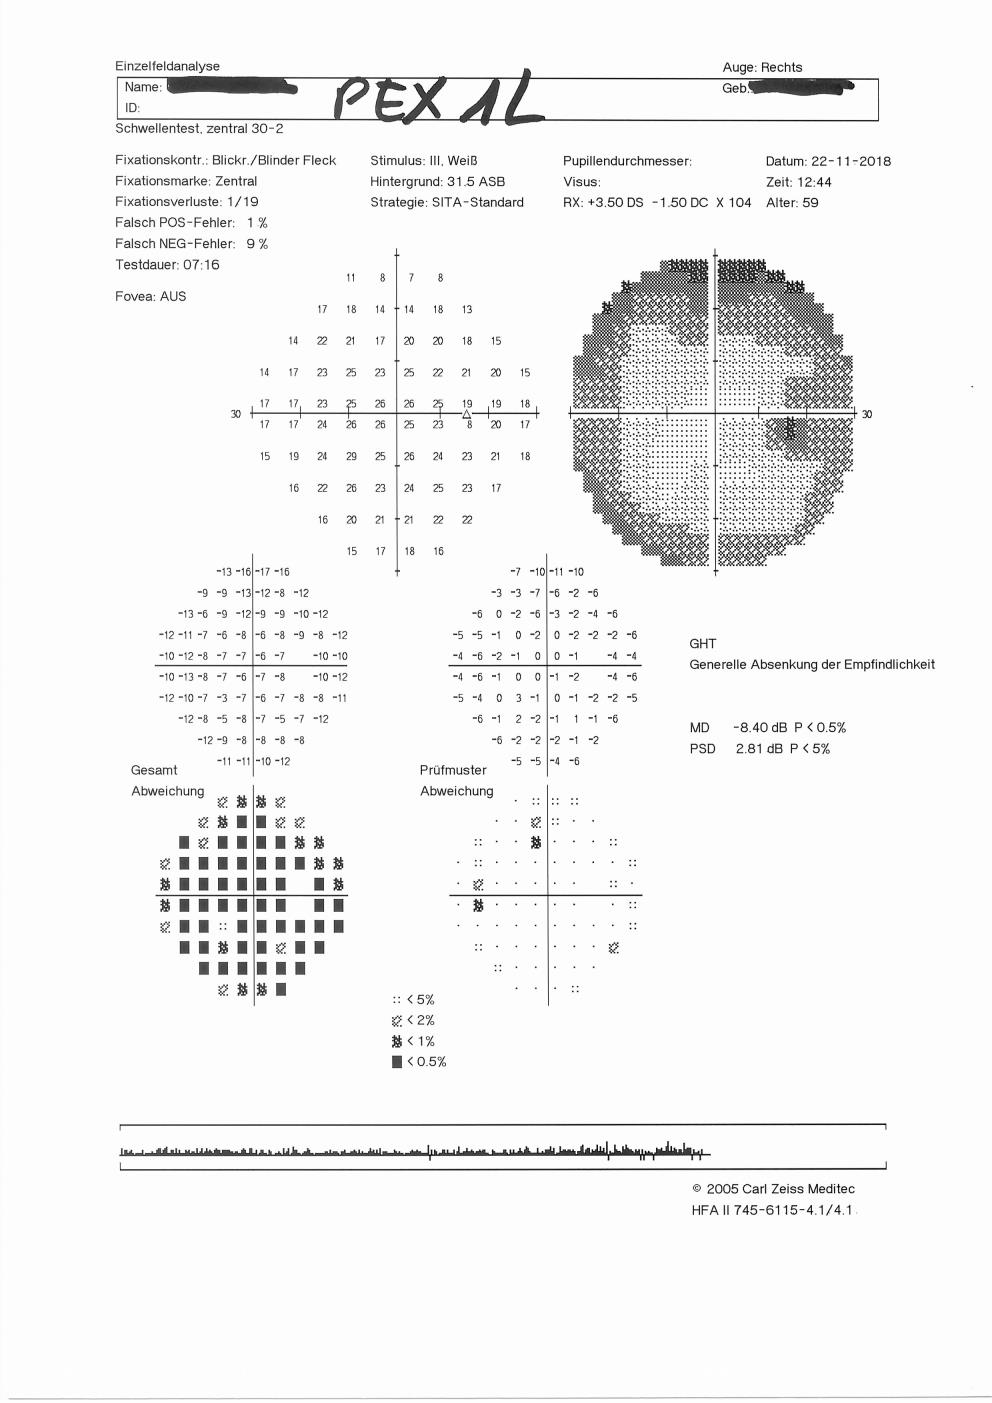 Einzelfeldanalyse
Auge: Rechts
Name:
PEX 1L
Geb.:
ID:
Schwellentest, zentral 30-2
Fixationskontr.: Blickr./Blinder Fleck
Stimulus: III, Weiß
Pupillendurchmesser:
Datum: 22-11-2018
Fixationsmarke: Zentral
Hintergrund: 31.5 ASB
Visus:
Zeit: 12:44
Fixationsverluste: 1/19
Strategie: SITA-Standard
RX: +3.50 DS -1.50 DC X 104
Alter: 59
Falsch POS-Fehler: 1 %
Falsch NEG-Fehler: 9 %
Testdauer: 07:16
Fovea: AUS
11 8 7 8
17 18 14 14 18 13
14 22 21 17 20 20 18 15
14 17 23 25 23 25 22 21 20 15
17 17 23 25 26 26 25 19 19 18
30
30
17 17 24 26 26 25 23 8 20 17
15 19 24 29 25 26 24 23 21 18
16 22 26 23 24 25 23 17
16 20 21 21 22 22
15 17 18 16
-13 -16 -17 -16
-9 -9 -13 -12 -8 -12
-13 -6 -9 -12 -9 -9 -10 -12
-12 -11 -7 -6 -8 -6 -8 -9 -8 -12
-10 -12 -8 -7 -7 -6 -7 -10 -10
-10 -13 -8 -7 -6 -7 -8 -10 -12
-12 -10 -7 -3 -7 -6 -7 -8 -8 -11
-12 -8 -5 -8 -7 -5 -7 -12
-12 -9 -8 -8 -8 -8
-11 -11 -10 -12
Gesamt
Abweichung
-7 -10 -11 -10
-3 -3 -7 -6 -2 -6
-6 0 -2 -6 -3 -2 -4 -6
-5 -5 -1 0 -2 0 -2 -2 -2 -6
-4 -6 -2 -1 0 0 -1 -4 -4
-4 -6 -1 0 0 -1 -2 -4 -6
-5 -4 0 3 -1 0 -1 -2 -2 -5
-6 -1 2 -2 -1 1 -1 -6
-6 -2 -2 -2 -1 -2
-5 -5 -4 -6
Prüfmuster
Abweichung
GHT
Generelle Absenkung der Empfindlichkeit
MD -8.40 dB P < 0.5%
PSD 2.81 dB P < 5%
< 5%
< 2%
< 1%
< 0.5%
© 2005 Carl Zeiss Meditec
HFA II 745-6115-4.1/4.1